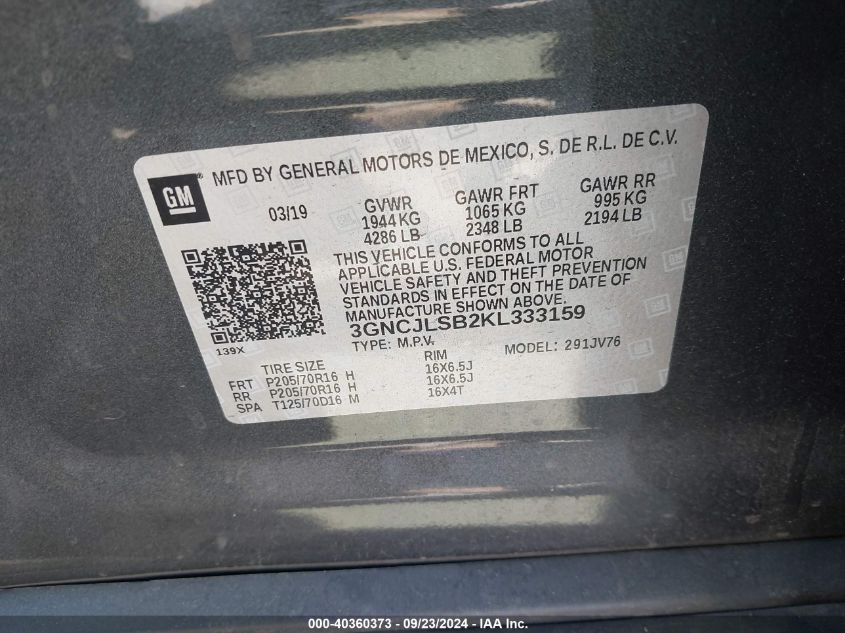 GM
®
MFD BY GENERAL MOTORS DE MEXICO, S. DE R.L. DE C.V.
03/19
GVWR
1944 KG
4286 LB
GAWR FRT
1065 KG
2348 LB
GAWR RR
995 KG
2194 LB
THIS VEHICLE CONFORMS TO ALL
APPLICABLE U.S. FEDERAL MOTOR
VEHICLE SAFETY AND THEFT PREVENTION
STANDARDS IN EFFECT ON THE DATE OF
MANUFACTURE SHOWN ABOVE.
3GNCJLSB2KL333159
139X
TYPE: M.P.V. MODEL: 291JV76
TIRE SIZE RIM
FRT P205/70R16 H 16X6.5J
RR P205/70R16 H 16X6.5J
SPA T125/70D16 M 16X4T
000-40360373 - 09/23/2024 - IAA Inc.